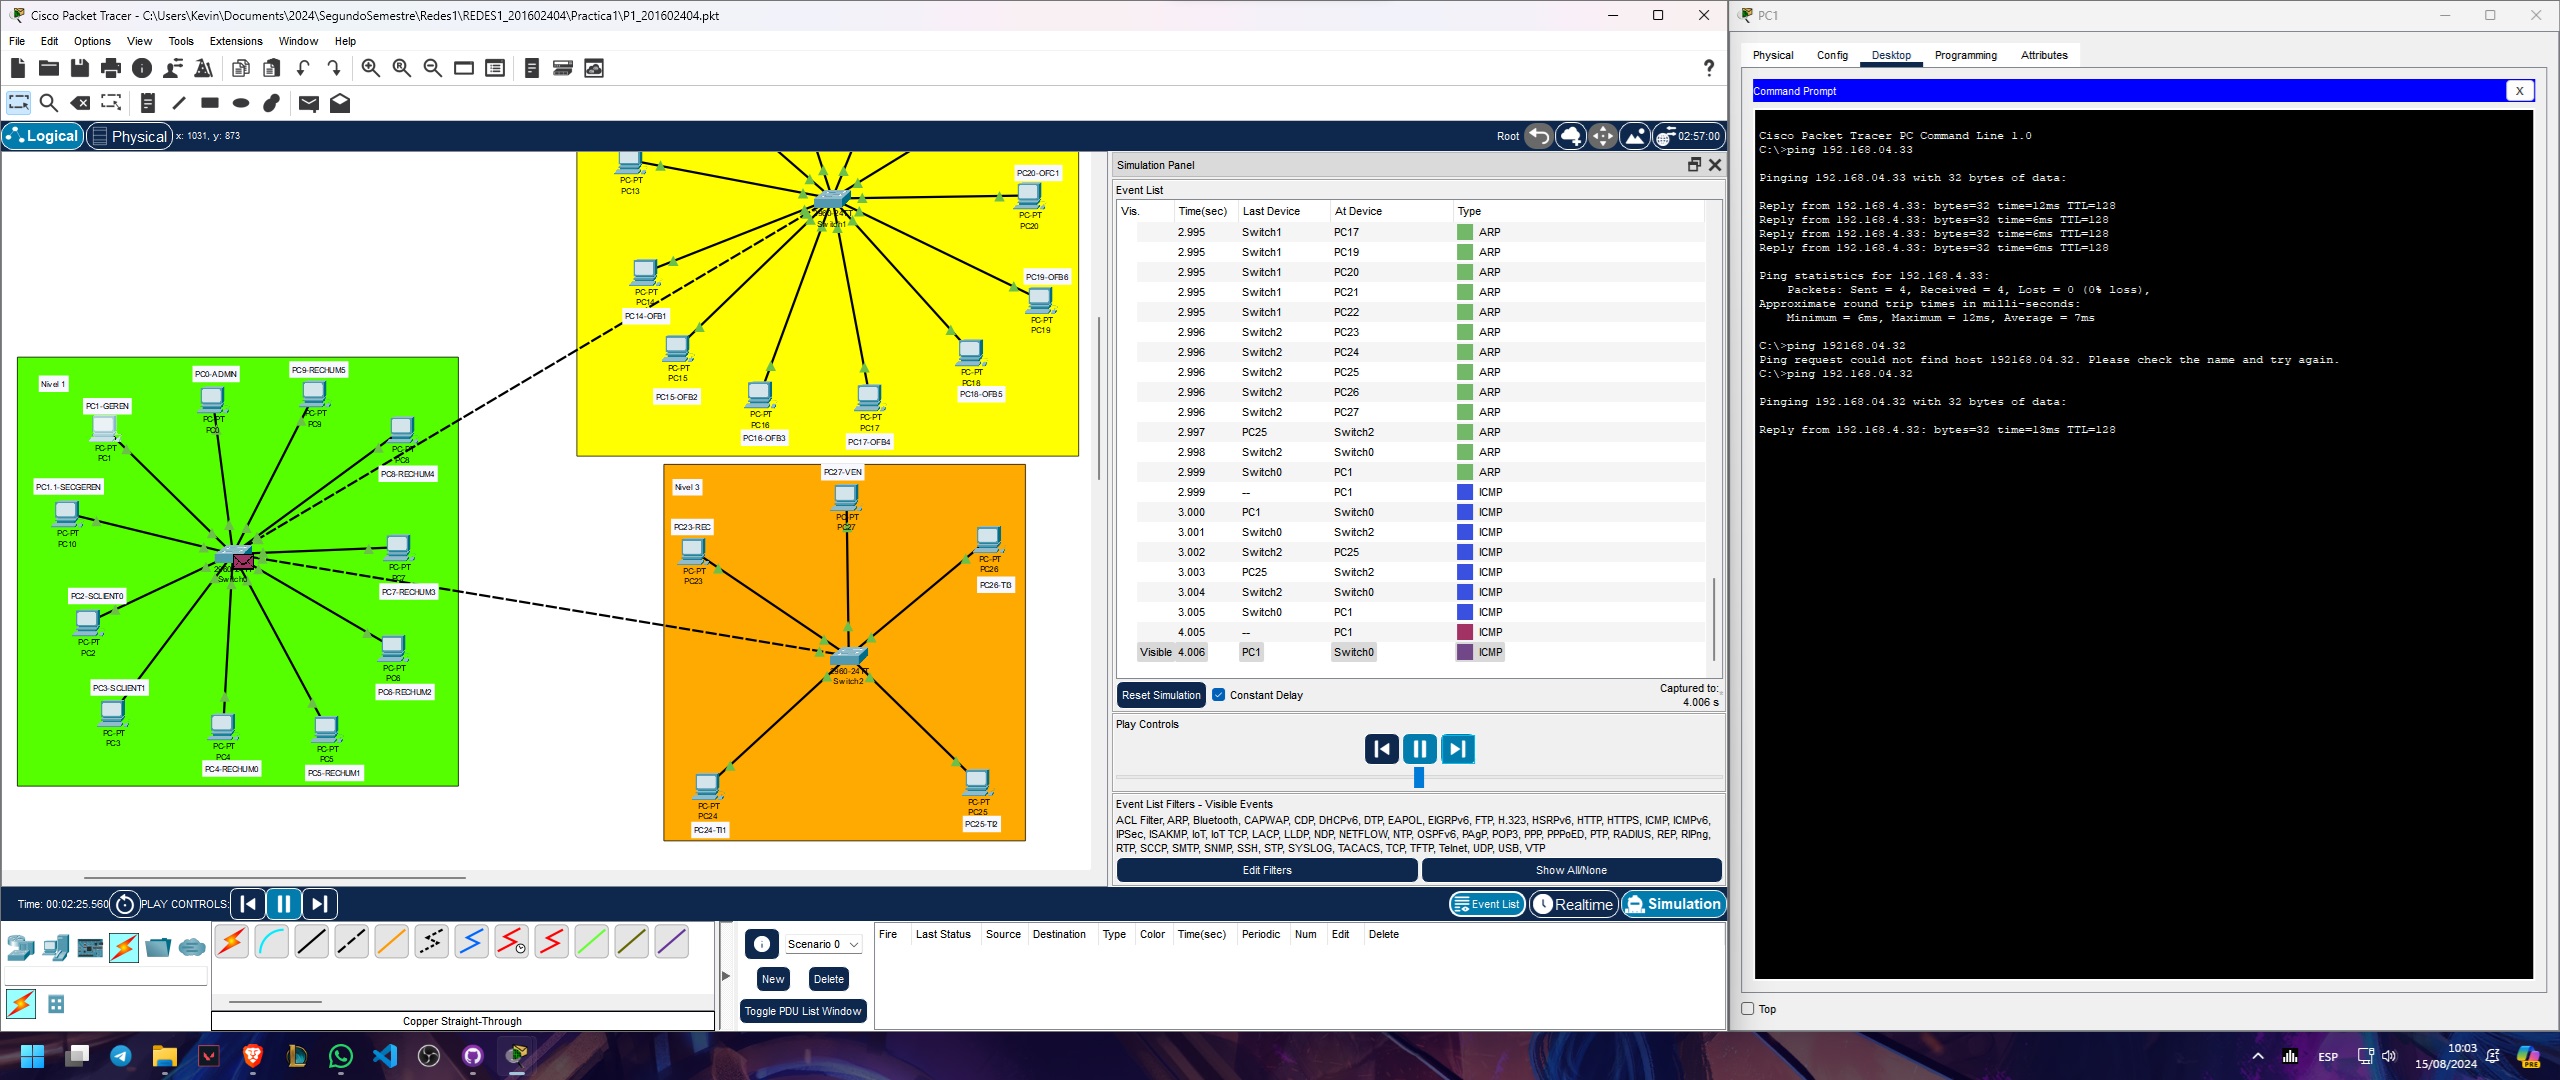 Cisco Packet Tracer - C:\Users\Kevin\Documents\2024\SegundoSemestre\Redes1\REDES1_201602404\Practica1\P1_201602404.pkt
File Edit Options View Tools Extensions Window Help
?
Logical Physical x: 1031, y: 873
Root 02:57:00
PC-PT
PC13
2960-24TT
Switch1
PC20-OFC1
PC-PT
PC20
PC-PT
PC14
PC14-OFB1
PC19-OFB6
PC-PT
PC19
PC-PT
PC15
PC15-OFB2
PC-PT
PC16
PC16-OFB3
PC-PT
PC17
PC17-OFB4
PC-PT
PC18
PC18-OFB5
Nivel 1
PC0-ADMIN
PC-PT
PC0
PC9-RECHUM5
PC-PT
PC9
PC1-GEREN
PC-PT
PC1
PC-PT
PC8
PC8-RECHUM4
PC1.1-SECGEREN
PC-PT
PC10
2960-24TT
Switch0
PC-PT
PC7
PC7-RECHUM3
PC2-SCLIENT0
PC-PT
PC2
PC-PT
PC6
PC6-RECHUM2
PC3-SCLIENT1
PC-PT
PC3
PC-PT
PC4
PC4-RECHUM0
PC-PT
PC5
PC5-RECHUM1
Nivel 3
PC27-VEN
PC-PT
PC27
PC23-REC
PC-PT
PC23
PC-PT
PC26
PC26-TI3
2960-24TT
Switch2
PC-PT
PC24
PC24-TI1
PC-PT
PC25
PC25-TI2
Simulation Panel
Event List
Vis. Time(sec) Last Device At Device Type
2.995 Switch1 PC17 ARP
2.995 Switch1 PC19 ARP
2.995 Switch1 PC20 ARP
2.995 Switch1 PC21 ARP
2.995 Switch1 PC22 ARP
2.996 Switch2 PC23 ARP
2.996 Switch2 PC24 ARP
2.996 Switch2 PC25 ARP
2.996 Switch2 PC26 ARP
2.996 Switch2 PC27 ARP
2.997 PC25 Switch2 ARP
2.998 Switch2 Switch0 ARP
2.999 Switch0 PC1 ARP
2.999 -- PC1 ICMP
3.000 PC1 Switch0 ICMP
3.001 Switch0 Switch2 ICMP
3.002 Switch2 PC25 ICMP
3.003 PC25 Switch2 ICMP
3.004 Switch2 Switch0 ICMP
3.005 Switch0 PC1 ICMP
4.005 -- PC1 ICMP
Visible 4.006 PC1 Switch0 ICMP
Reset Simulation Constant Delay Captured to:
4.006 s
Play Controls
Event List Filters - Visible Events
ACL Filter, ARP, Bluetooth, CAPWAP, CDP, DHCPv6, DTP, EAPOL, EIGRPv6, FTP, H.323, HSRPv6, HTTP, HTTPS, ICMP, ICMPv6,
IPSec, ISAKMP, IoT, IoT TCP, LACP, LLDP, NDP, NETFLOW, NTP, OSPFv6, PAgP, POP3, PPP, PPPoED, PTP, RADIUS, REP, RIPng,
RTP, SCCP, SMTP, SNMP, SSH, STP, SYSLOG, TACACS, TCP, TFTP, Telnet, UDP, USB, VTP
Edit Filters Show All/None
Time: 00:02:25.560 PLAY CONTROLS:
Event List Realtime Simulation
Scenario 0
New Delete
Toggle PDU List Window
Fire Last Status Source Destination Type Color Time(sec) Periodic Num Edit Delete
Copper Straight-Through
PC1
Physical Config Desktop Programming Attributes
Command Prompt
X
Cisco Packet Tracer PC Command Line 1.0
C:\>ping 192.168.04.33
Pinging 192.168.04.33 with 32 bytes of data:
Reply from 192.168.4.33: bytes=32 time=12ms TTL=128
Reply from 192.168.4.33: bytes=32 time=6ms TTL=128
Reply from 192.168.4.33: bytes=32 time=6ms TTL=128
Reply from 192.168.4.33: bytes=32 time=6ms TTL=128
Ping statistics for 192.168.4.33:
Packets: Sent = 4, Received = 4, Lost = 0 (0% loss),
Approximate round trip times in milli-seconds:
Minimum = 6ms, Maximum = 12ms, Average = 7ms
C:\>ping 192168.04.32
Ping request could not find host 192168.04.32. Please check the name and try again.
C:\>ping 192.168.04.32
Pinging 192.168.04.32 with 32 bytes of data:
Reply from 192.168.4.32: bytes=32 time=13ms TTL=128
Top
ESP
10:03
15/08/2024
PRE